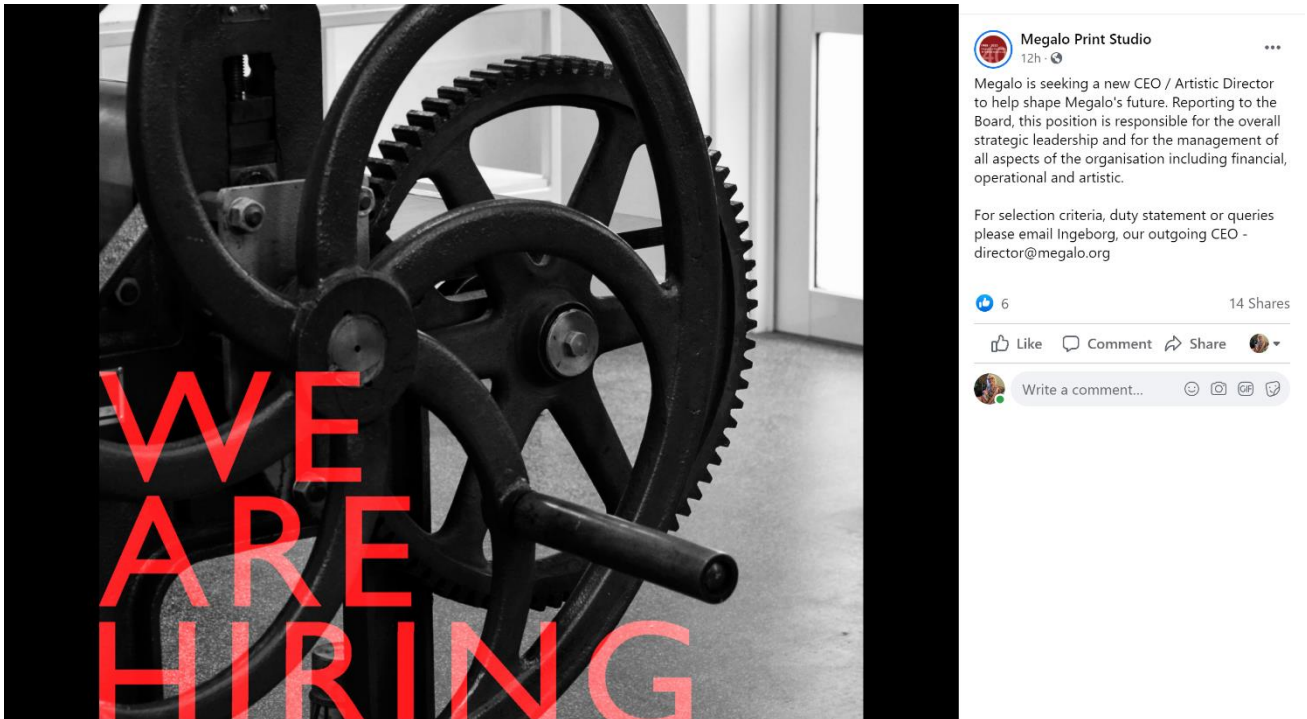 WE
ARE
HIRING
Megalo Print Studio
12h
Megalo is seeking a new CEO / Artistic Director
to help shape Megalo's future. Reporting to the
Board, this position is responsible for the overall
strategic leadership and for the management of
all aspects of the organisation including financial,
operational and artistic.
For selection criteria, duty statement or queries
please email Ingeborg, our outgoing CEO -
director@megalo.org
6
14 Shares
Like
Comment
Share
Write a comment...
GIF